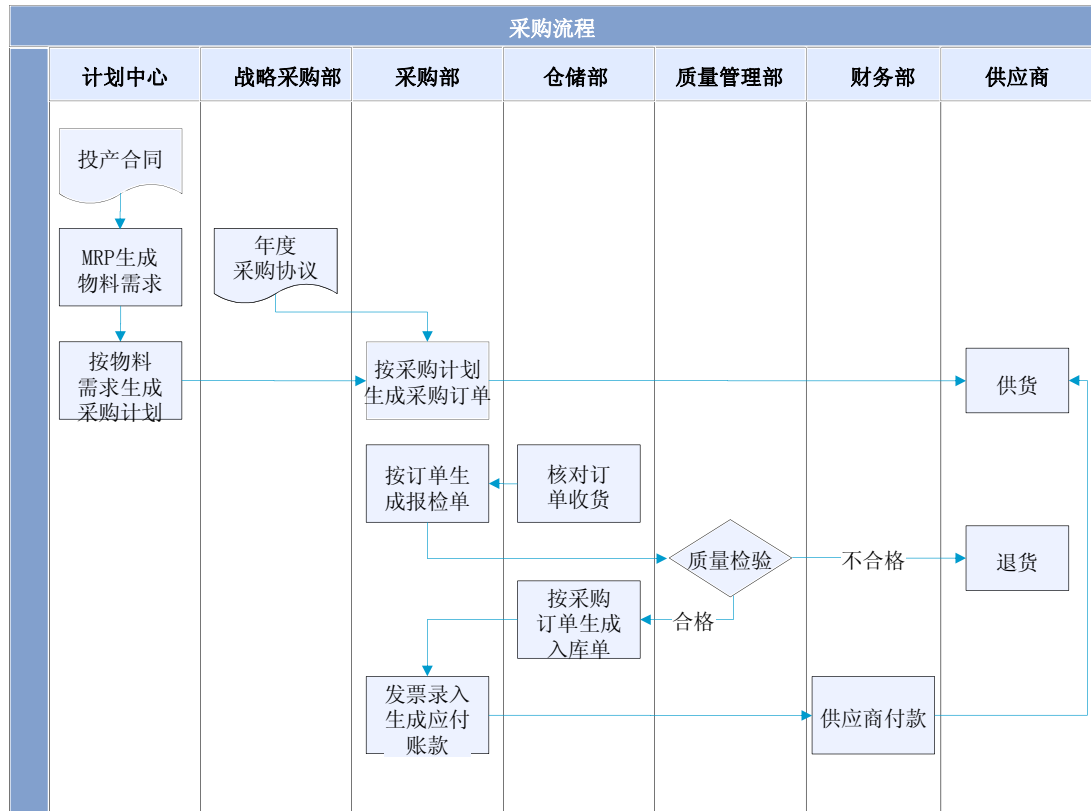 采购流程
计划中心
战略采购部
采购部
仓储部
质量管理部
财务部
供应商
投产合同
MRP生成
物料需求
年度
采购协议
按物料
需求生成
采购计划
按采购计划
生成采购订单
供货
按订单生
成报检单
核对订
单收货
质量检验
不合格
退货
按采购
订单生成
入库单
合格
发票录入
生成应付
账款
供应商付款